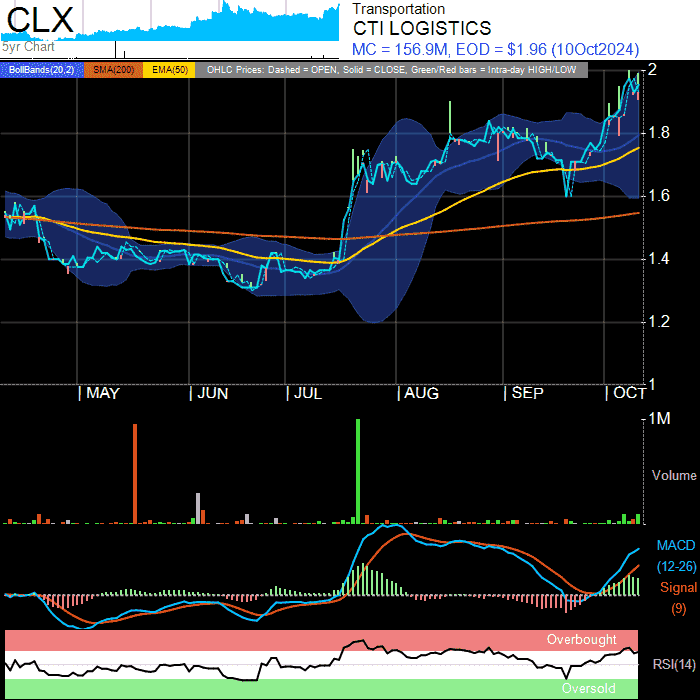 CLX
5yr Chart
Transportation
CTI LOGISTICS
MC = 156.9M, EOD = $1.96 (10Oct2024)
BollBands(20,2) SMA(200) EMA(50) OHLC Prices: Dashed = OPEN, Solid = CLOSE, Green/Red bars = Intra-day HIGH/LOW
2
1.8
1.6
1.4
1.2
1
| MAY | JUN | JUL | AUG | SEP | OCT
1M
Volume
MACD
(12-26)
Signal
(9)
Overbought
RSI(14)
Oversold